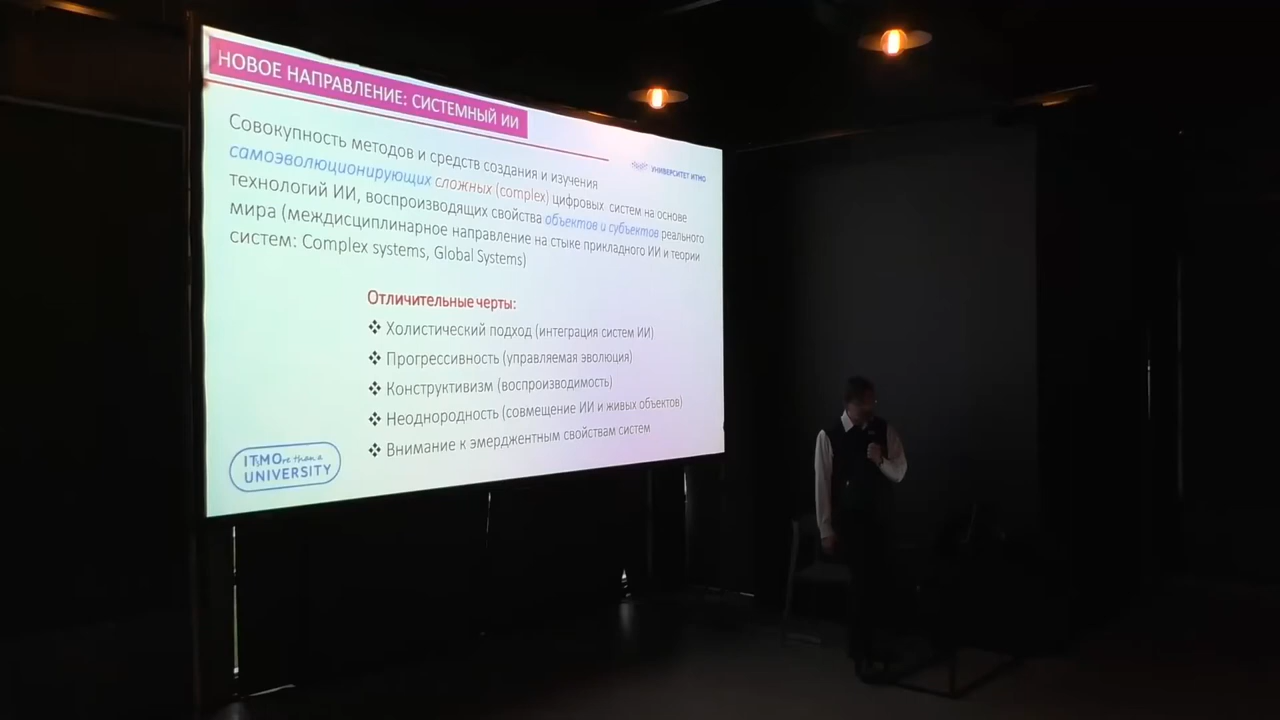 НОВОЕ НАПРАВЛЕНИЕ: СИСТЕМНЫЙ ИИ
УНИВЕРСИТЕТ ИТМО
Совокупность методов и средств создания и изучения
самоэволюционирующих сложных (complex) цифровых систем на основе
технологий ИИ, воспроизводящих свойства объектов и субъектов реального
мира (междисциплинарное направление на стыке прикладного ИИ и теории
систем: Complex systems, Global Systems)
Отличительные черты:
❖ Холистический подход (интеграция систем ИИ)
❖ Прогрессивность (управляемая эволюция)
❖ Конструктивизм (воспроизводимость)
❖ Неоднородность (совмещение ИИ и живых объектов)
❖ Внимание к эмерджентным свойствам систем
ITMOre than a
UNIVERSITY